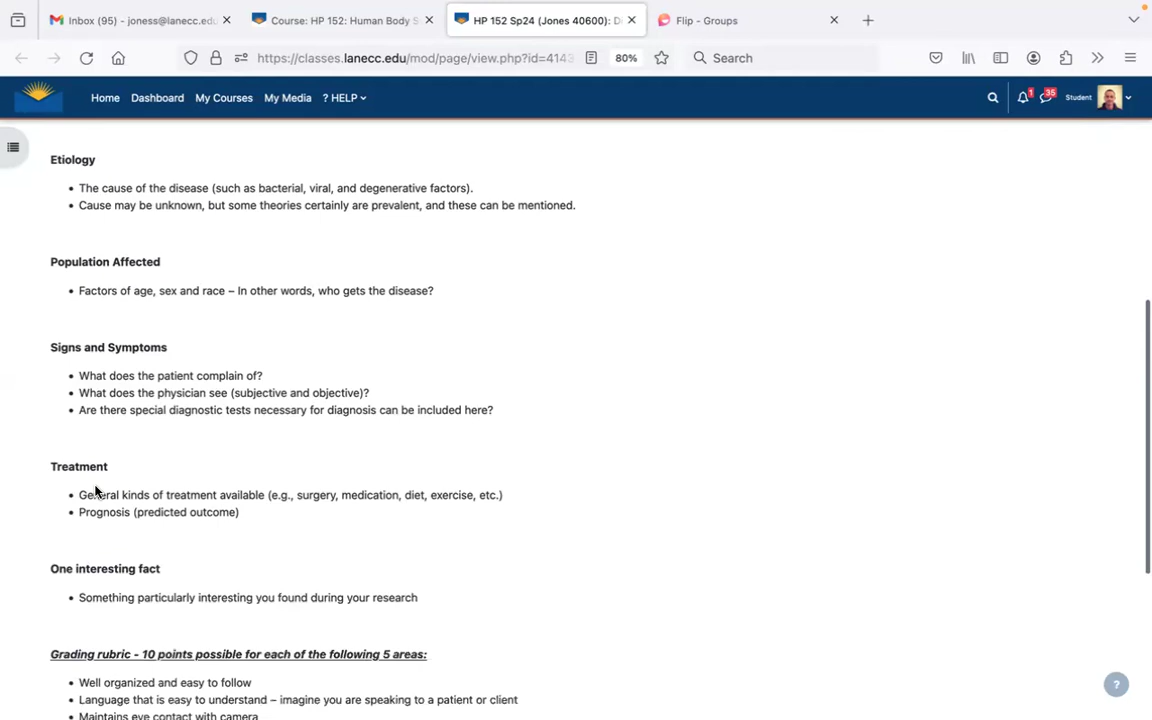 Inbox (95) - joness@lanecc.edu
Course: HP 152: Human Body S
HP 152 Sp24 (Jones 40600): D
Flip - Groups
https://classes.lanecc.edu/mod/page/view.php?id=4143
80%
Search
Home Dashboard My Courses My Media ? HELP
1 35 Student
Etiology
• The cause of the disease (such as bacterial, viral, and degenerative factors).
• Cause may be unknown, but some theories certainly are prevalent, and these can be mentioned.
Population Affected
• Factors of age, sex and race – In other words, who gets the disease?
Signs and Symptoms
• What does the patient complain of?
• What does the physician see (subjective and objective)?
• Are there special diagnostic tests necessary for diagnosis can be included here?
Treatment
• General kinds of treatment available (e.g., surgery, medication, diet, exercise, etc.)
• Prognosis (predicted outcome)
One interesting fact
• Something particularly interesting you found during your research
Grading rubric - 10 points possible for each of the following 5 areas:
• Well organized and easy to follow
• Language that is easy to understand – imagine you are speaking to a patient or client
• Maintains eye contact with camera
?